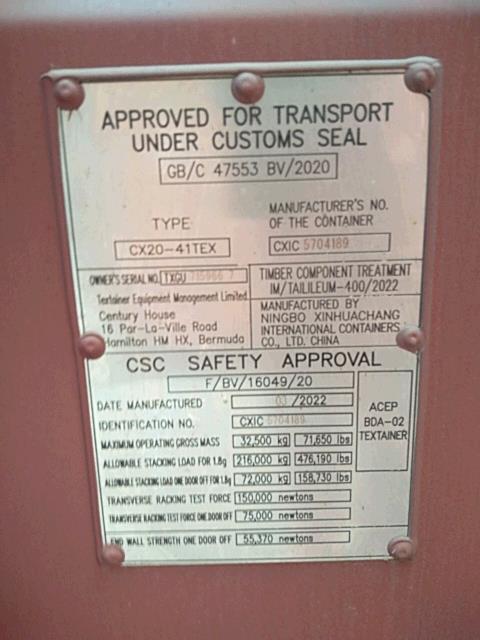 APPROVED FOR TRANSPORT
UNDER CUSTOMS SEAL
GB/C 47553 BV/2020
TYPE
CX20-41TEX
MANUFACTURER'S NO.
OF THE CONTAINER
CXIC 5704189
OWNER'S SERIAL NO. TXGU
Textainer Equipment Management Limited
Century House
16 Par-La-Ville Road
Hamilton HM HX, Bermuda
TIMBER COMPONENT TREATMENT
IM/TAILILEUM-400/2022
MANUFACTURED BY
NINGBO XINHUACHANG
INTERNATIONAL CONTAINERS
CO., LTD. CHINA
CSC SAFETY APPROVAL
F/BV/16049/20
DATE MANUFACTURED 03 /2022
IDENTIFICATION NO. CXIC 5704189
MAXIMUM OPERATING GROSS MASS 32,500 kg 71,650 lbs
ALLOWABLE STACKING LOAD FOR 1.8g 216,000 kg 476,190 lbs
ALLOWABLE STACKING LOAD ONE DOOR OFF FOR 1.8g 72,000 kg 158,730 lbs
TRANSVERSE RACKING TEST FORCE 150,000 newtons
TRANSVERSE RACKING TEST FORCE ONE DOOR OFF 75,000 newtons
END WALL STRENGTH ONE DOOR OFF 55,370 newtons
ACEP
BDA-02
TEXTAINER